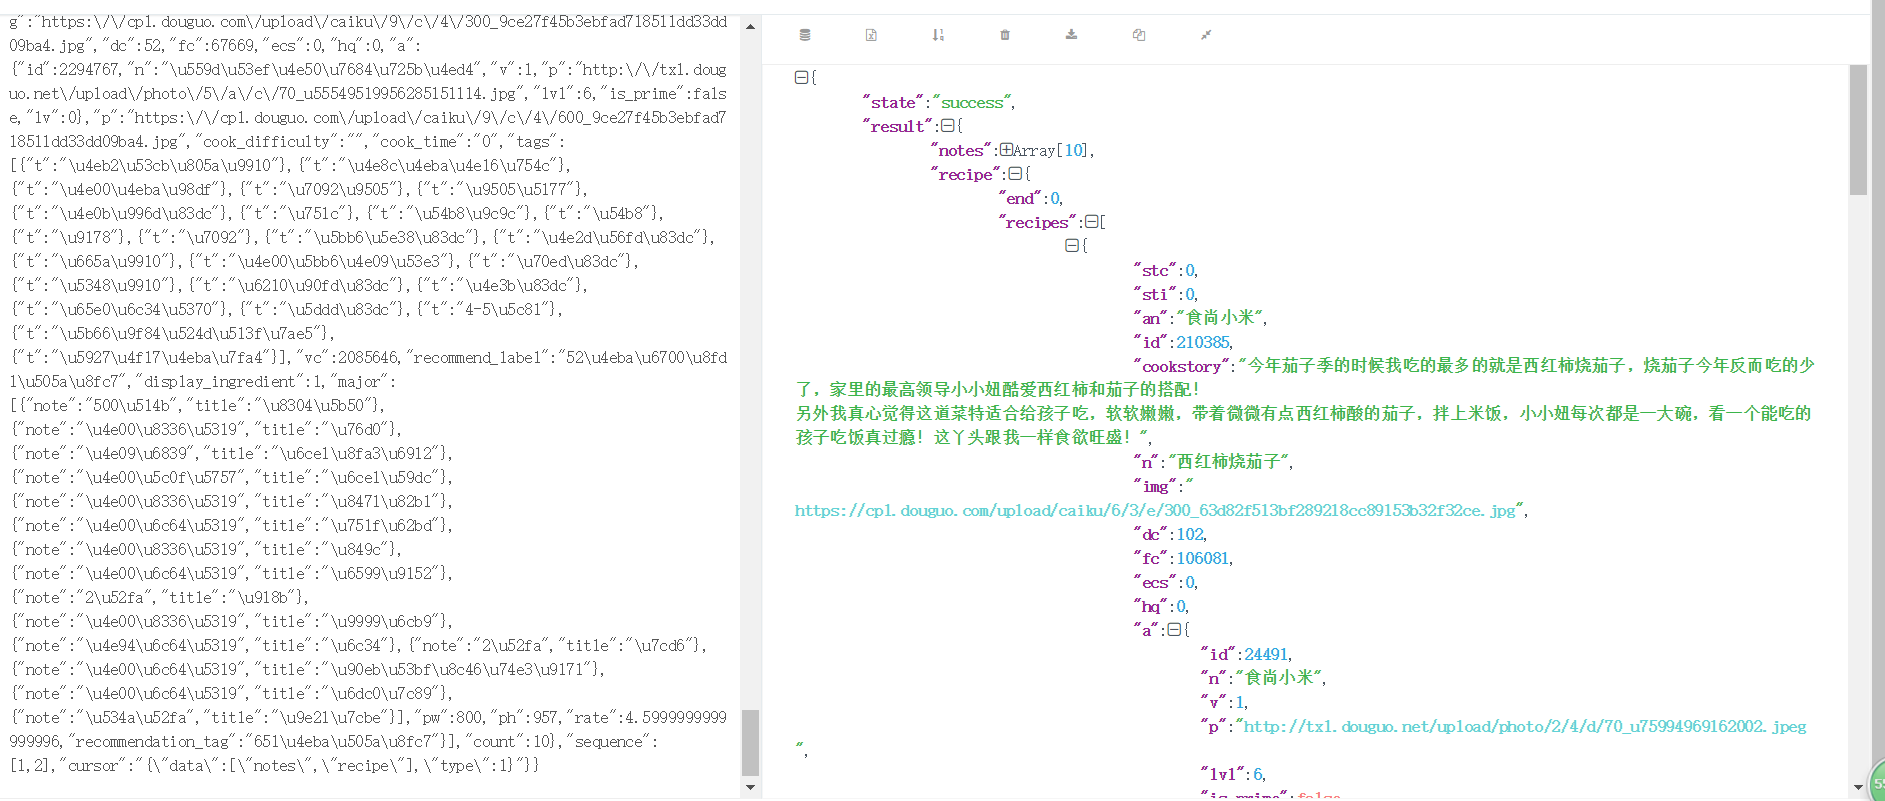 g":"https:\/\/cp1.douguo.com\/upload\/caiku\/9\/c\/4\/300_9ce27f45b3ebfad718511dd33dd
09ba4.jpg","dc":52,"fc":67669,"ecs":0,"hq":0,"a":
{"id":2294767,"n":"\u559d\u53ef\u4e50\u7684\u725b\u4ed4","v":1,"p":"http:\/\/tx1.doug
uo.net\/upload\/photo\/5\/a\/c\/70_u55549519956285151114.jpg","lvl":6,"is_prime":fals
e,"lv":0},"p":"https:\/\/cp1.douguo.com\/upload\/caiku\/9\/c\/4\/600_9ce27f45b3ebfad7
18511dd33dd09ba4.jpg","cook_difficulty":"","cook_time":"0","tags":
[{"t":"\u4eb2\u53cb\u805a\u9910"},{"t":"\u4e8c\u4eba\u4e16\u754c"},
{"t":"\u4e00\u4eba\u98df"},{"t":"\u7092\u9505"},{"t":"\u9505\u5177"},
{"t":"\u4e0b\u996d\u83dc"},{"t":"\u751c"},{"t":"\u54b8\u9c9c"},{"t":"\u54b8"},
{"t":"\u9178"},{"t":"\u7092"},{"t":"\u5bb6\u5e38\u83dc"},{"t":"\u4e2d\u56fd\u83dc"},
{"t":"\u665a\u9910"},{"t":"\u4e00\u5bb6\u4e09\u53e3"},{"t":"\u70ed\u83dc"},
{"t":"\u5348\u9910"},{"t":"\u6210\u90fd\u83dc"},{"t":"\u4e3b\u83dc"},
{"t":"\u65e0\u6c34\u5370"},{"t":"\u5ddd\u83dc"},{"t":"4-5\u5c81"},
{"t":"\u5b66\u9f84\u524d\u513f\u7ae5"},
{"t":"\u5927\u4f17\u4eba\u7fa4"}],"vc":2085646,"recommend_label":"52\u4eba\u6700\u8fd
1\u505a\u8fc7","display_ingredient":1,"major":
[{"note":"500\u514b","title":"\u8304\u5b50"},
{"note":"\u4e00\u8336\u5319","title":"\u76d0"},
{"note":"\u4e09\u6839","title":"\u6ce1\u8fa3\u6912"},
{"note":"\u4e00\u5c0f\u5757","title":"\u6ce1\u59dc"},
{"note":"\u4e00\u8336\u5319","title":"\u8471\u82b1"},
{"note":"\u4e00\u6c64\u5319","title":"\u751f\u62bd"},
{"note":"\u4e00\u8336\u5319","title":"\u849c"},
{"note":"\u4e00\u6c64\u5319","title":"\u6599\u9152"},
{"note":"2\u52fa","title":"\u918b"},
{"note":"\u4e00\u8336\u5319","title":"\u9999\u6cb9"},
{"note":"\u4e94\u6c64\u5319","title":"\u6c34"},{"note":"2\u52fa","title":"\u7cd6"},
{"note":"\u4e00\u6c64\u5319","title":"\u90eb\u53bf\u8c46\u74e3\u9171"},
{"note":"\u4e00\u6c64\u5319","title":"\u6dc0\u7c89"},
{"note":"\u534a\u52fa","title":"\u9e21\u7cbe"}],"pw":800,"ph":957,"rate":4.5999999999
999996,"recommendation_tag":"651\u4eba\u505a\u8fc7"}],"count":10},"sequence":
[1,2],"cursor":"{\"data\":[\"notes\",\"recipe\"],\"type\":1}"}}
{
"state":"success",
"result":{
"notes":Array[10],
"recipe":{
"end":0,
"recipes":[
{
"stc":0,
"sti":0,
"an":"食尚小米",
"id":210385,
"cookstory":"今年茄子季的时候我吃的最多的就是西红柿烧茄子，烧茄子今年反而吃的少
了，家里的最高领导小小妞酷爱西红柿和茄子的搭配！
另外我真心觉得这道菜特适合给孩子吃，软软嫩嫩，带着微微有点西红柿酸的茄子，拌上米饭，小小妞每次都是一大碗，看一个能吃的
孩子吃饭真过瘾！这丫头跟我一样食欲旺盛！",
"n":"西红柿烧茄子",
"img":"
https://cp1.douguo.com/upload/caiku/6/3/e/300_63d82f513bf289218cc89153b32f32ce.jpg",
"dc":102,
"fc":106081,
"ecs":0,
"hq":0,
"a":{
"id":24491,
"n":"食尚小米",
"v":1,
"p":"http://tx1.douguo.net/upload/photo/2/4/d/70_u75994969162002.jpeg
",
"lvl":6,
"is_prime":false